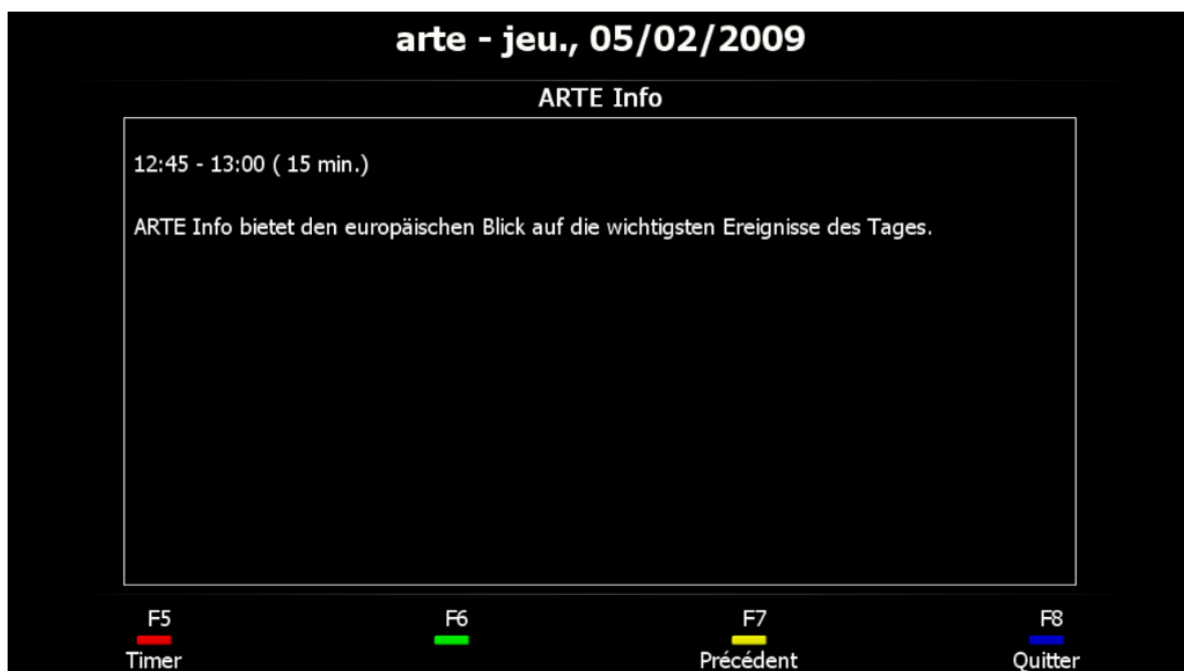 arte - jeu., 05/02/2009
ARTE Info
12:45 - 13:00 ( 15 min.)
ARTE Info bietet den europäischen Blick auf die wichtigsten Ereignisse des Tages.
F5 F6 F7 F8
Timer Précédent Quitter